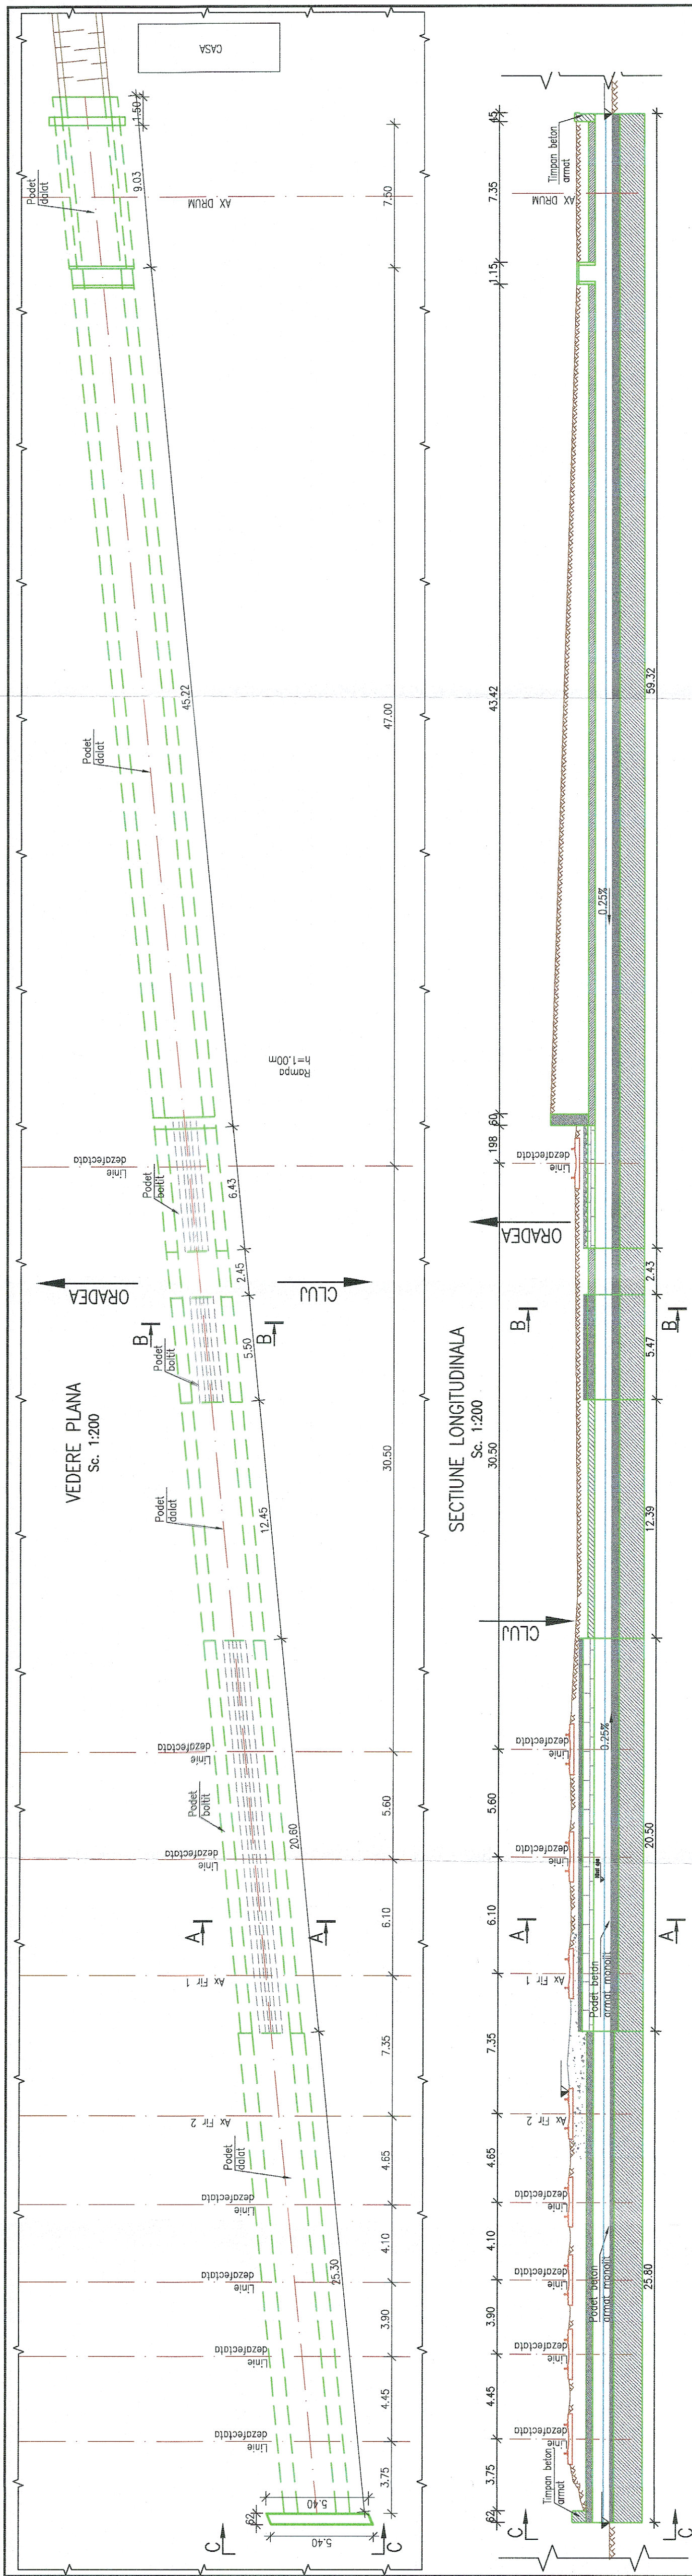 VEDERE PLANA
Sc. 1:200
CASA
Podet
dalat
AX DRUM
1.50
9.03
7.50
Podet
dalat
45.22
47.00
Rampa
h=1.00m
Linie
dezafectata
Podet
boltit
6.43
ORADEA
CLUJ
2.45
B
B
Podet
boltit
5.50
30.50
Podet
dalat
12.45
Linie
dezafectata
Podet
boltit
5.60
20.60
Linie
dezafectata
A
A
6.10
Ax Fir 1
7.35
Ax Fir 2
Podet
dalat
4.65
Linie
dezafectata
4.10
Linie
dezafectata
25.30
3.90
Linie
dezafectata
4.45
Linie
dezafectata
3.75
5.40
62
5.40
C
C
SECTIUNE LONGITUDINALA
Sc. 1:200
Timpan beton
armat
7.35
AX DRUM
1.15
43.42
59.32
0.25%
60
198
Linie
dezafectata
ORADEA
2.43
B
B
5.47
30.50
12.39
CLUJ
Linie
dezafectata
0.25%
5.60
Linie
dezafectata
20.50
6.10
A
A
Ax Fir 1
Podet beton
armat monolit
7.35
Ax Fir 2
4.65
Linie
dezafectata
4.10
Linie
dezafectata
Podet beton
armat monolit
25.80
3.90
Linie
dezafectata
4.45
Linie
dezafectata
3.75
Timpan beton
armat
62
C
C